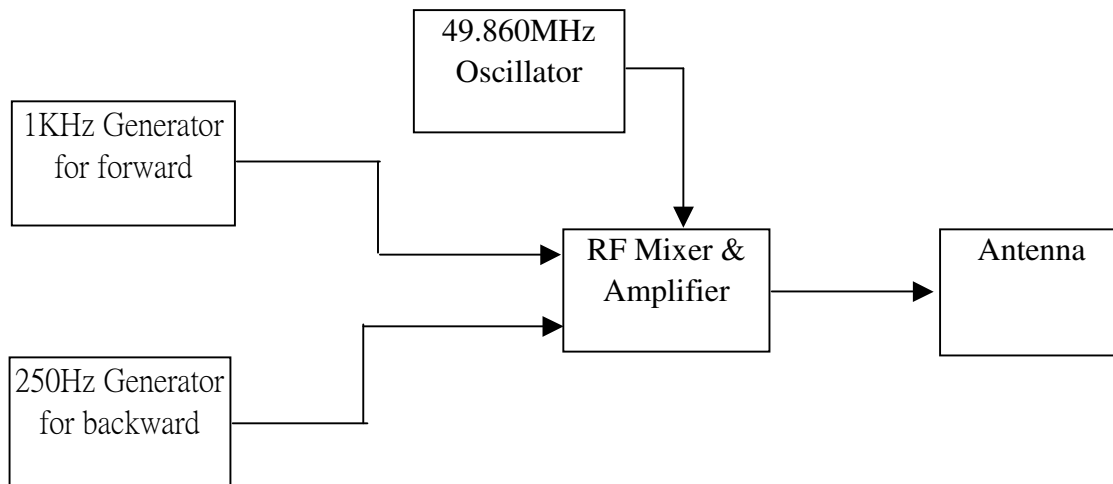 49.860MHz
Oscillator
1KHz Generator
for forward
RF Mixer &
Amplifier
Antenna
250Hz Generator
for backward